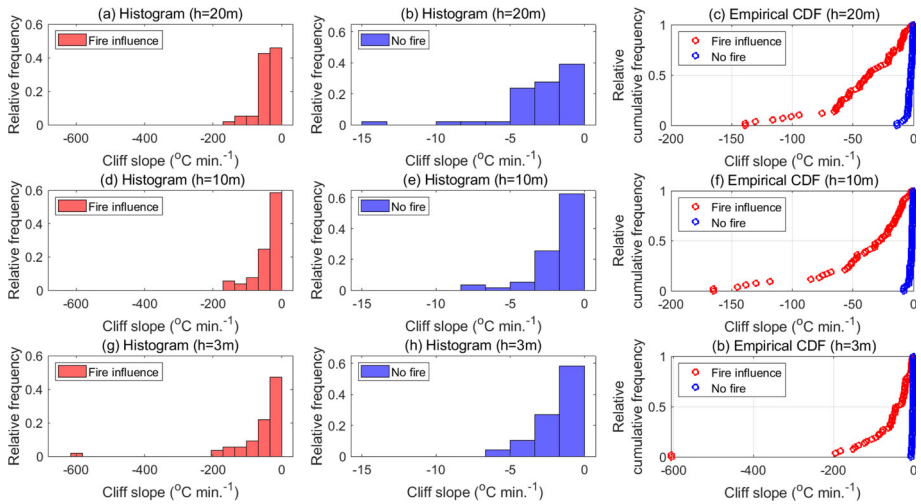 (a) Histogram (h=20m)
Relative frequency
0.4
0.2
0
Fire influence
-600
-400
-200
0
Cliff slope (°C min.⁻¹)
(b) Histogram (h=20m)
Relative frequency
0.6
0.4
0.2
0
No fire
-15
-10
-5
0
Cliff slope (°C min.⁻¹)
(c) Empirical CDF (h=20m)
Relative
cumulative frequency
1
0.5
0
Fire influence
No fire
-200
-150
-100
-50
0
Cliff slope (°C min.⁻¹)
(d) Histogram (h=10m)
Relative frequency
0.6
0.4
0.2
0
Fire influence
-600
-400
-200
0
Cliff slope (°C min.⁻¹)
(e) Histogram (h=10m)
Relative frequency
0.6
0.4
0.2
0
No fire
-15
-10
-5
0
Cliff slope (°C min.⁻¹)
(f) Empirical CDF (h=10m)
Relative
cumulative frequency
1
0.5
0
Fire influence
No fire
-200
-150
-100
-50
0
Cliff slope (°C min.⁻¹)
(g) Histogram (h=3m)
Relative frequency
0.6
0.4
0.2
0
Fire influence
-600
-400
-200
0
Cliff slope (°C min.⁻¹)
(h) Histogram (h=3m)
Relative frequency
0.6
0.4
0.2
0
No fire
-15
-10
-5
0
Cliff slope (°C min.⁻¹)
(b) Empirical CDF (h=3m)
Relative
cumulative frequency
1
0.5
0
Fire influence
No fire
-600
-400
-200
0
Cliff slope (°C min.⁻¹)